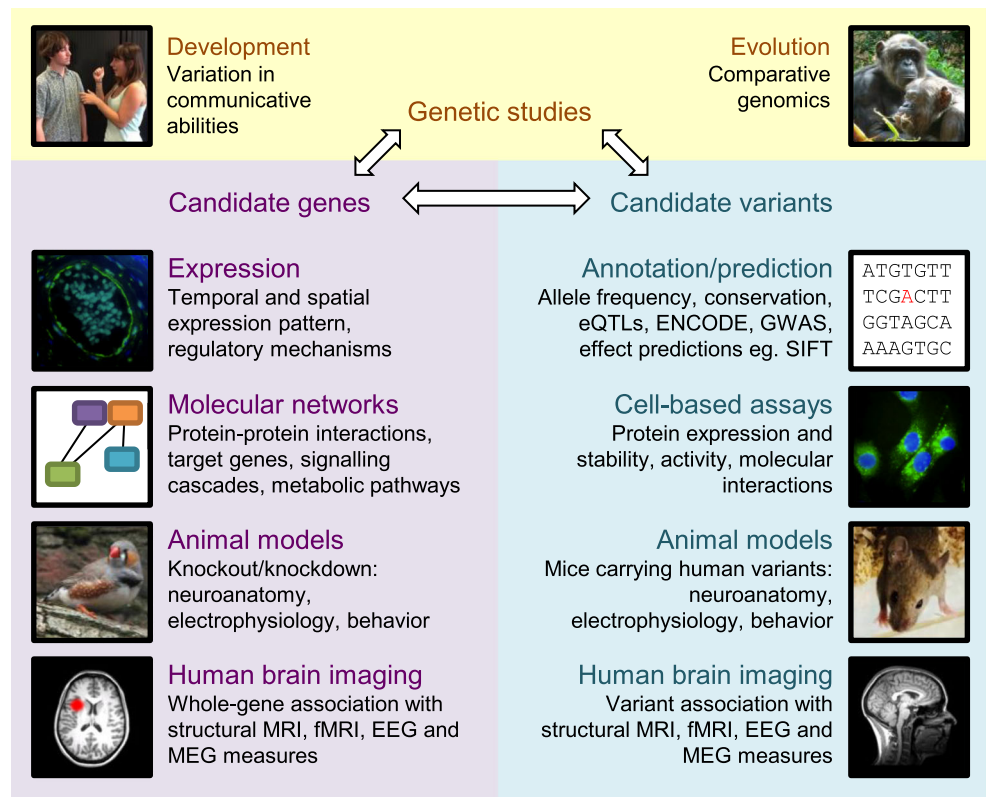 Development
Variation in
communicative
abilities
Evolution
Comparative
genomics
Genetic studies
Candidate genes
Candidate variants
Expression
Temporal and spatial
expression pattern,
regulatory mechanisms
Molecular networks
Protein-protein interactions,
target genes, signalling
cascades, metabolic pathways
Animal models
Knockout/knockdown:
neuroanatomy,
electrophysiology, behavior
Human brain imaging
Whole-gene association with
structural MRI, fMRI, EEG and
MEG measures
Annotation/prediction
Allele frequency, conservation,
eQTLs, ENCODE, GWAS,
effect predictions eg. SIFT
ATGTGTT
TCGACTT
GGTAGCA
AAAGTGC
Cell-based assays
Protein expression and
stability, activity, molecular
interactions
Animal models
Mice carrying human variants:
neuroanatomy,
electrophysiology, behavior
Human brain imaging
Variant association with
structural MRI, fMRI, EEG and
MEG measures